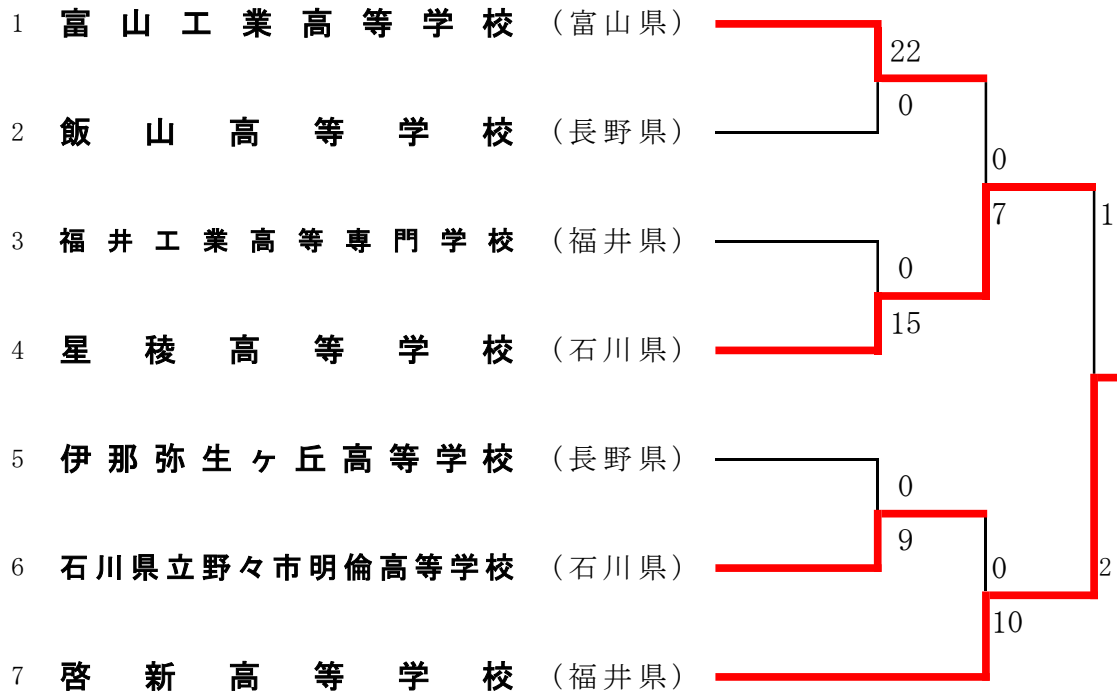 1 富山工業高等学校 （富山県）
22
0
2 飯山高等学校 （長野県）
0
7
1
3 福井工業高等専門学校 （福井県）
0
15
4 星稜高等学校 （石川県）
5 伊那弥生ヶ丘高等学校 （長野県）
0
9
6 石川県立野々市明倫高等学校 （石川県）
0
2
10
7 啓新高等学校 （福井県）